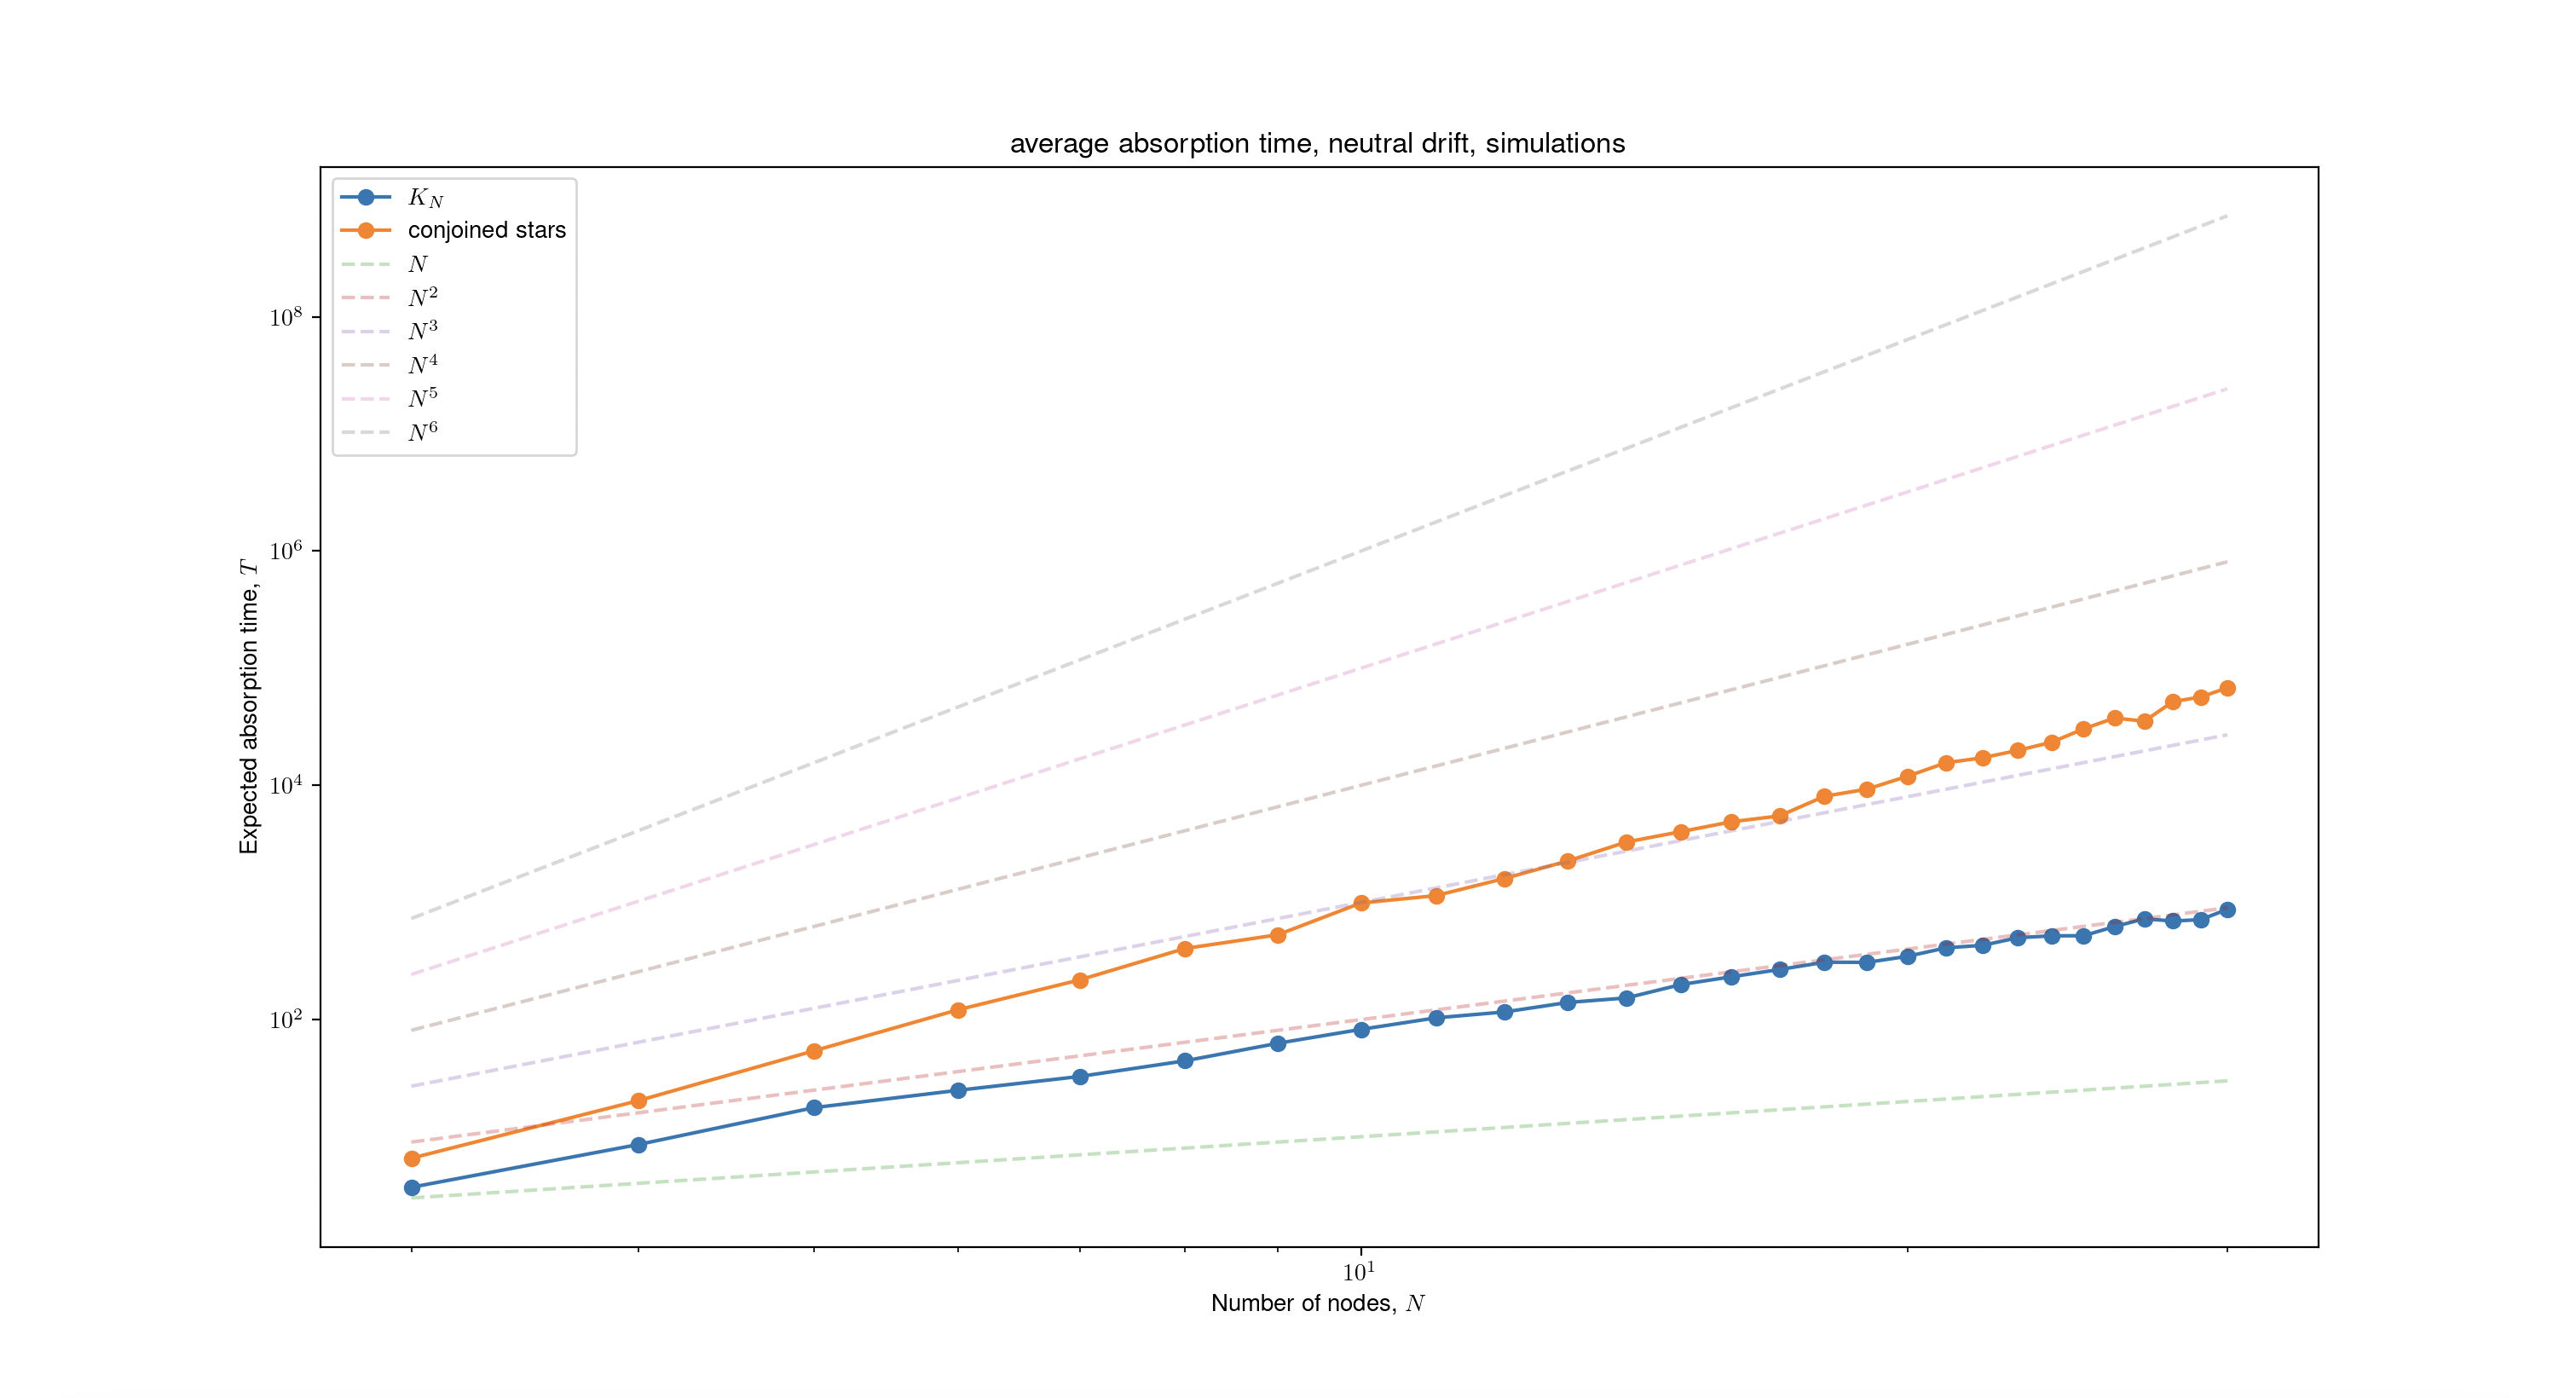 average absorption time, neutral drift, simulations
K_N
conjoined stars
N
N^2
N^3
N^4
N^5
N^6
10^8
10^6
10^4
10^2
Expected absorption time, T
10^1
Number of nodes, N